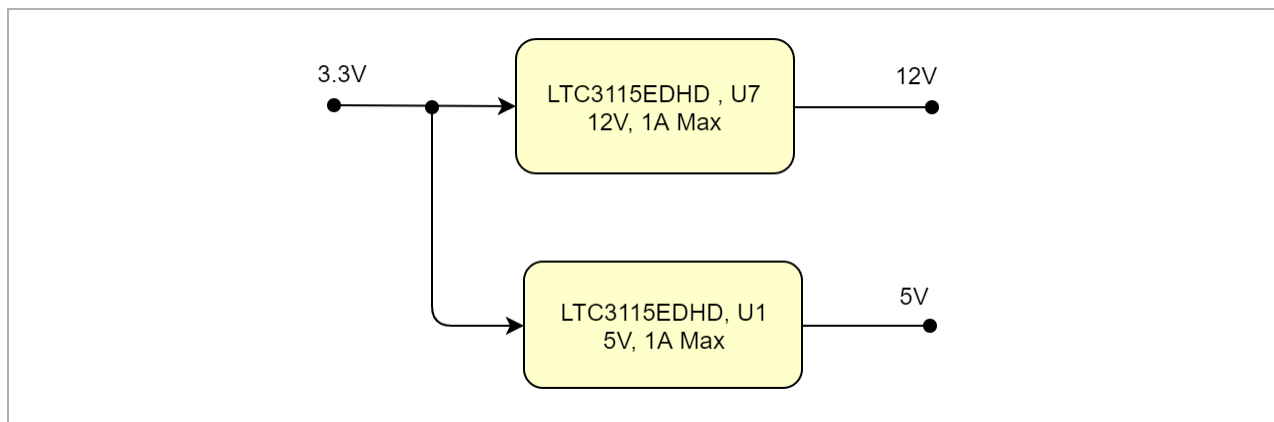 3.3V
LTC3115EDHD , U7
12V, 1A Max
12V
LTC3115EDHD, U1
5V, 1A Max
5V